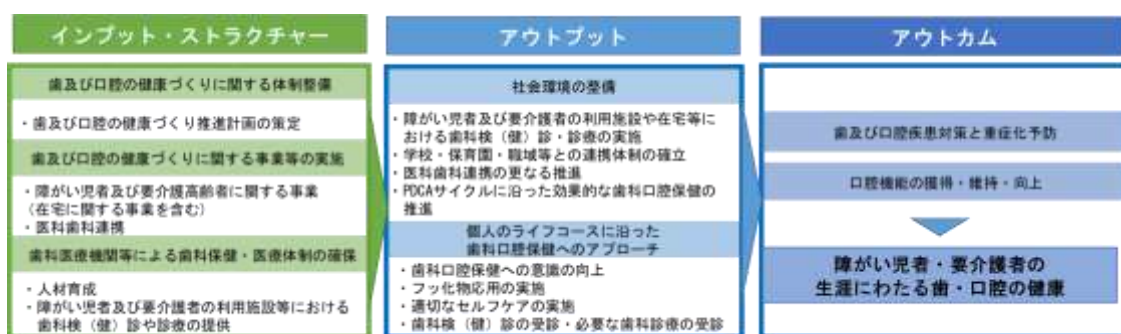 インプット・ストラクチャー
歯及び口腔の健康づくりに関する体制整備
・歯及び口腔の健康づくり推進計画の策定
歯及び口腔の健康づくりに関する事業等の実施
・障がい児者及び要介護高齢者に関する事業
（在宅に関する事業を含む）
・医科歯科連携
歯科医療機関等による歯科保健・医療体制の確保
・人材育成
・障がい児者及び要介護者の利用施設等における
歯科検（健）診や診療の提供
アウトプット
社会環境の整備
・障がい児者及び要介護者の利用施設や在宅等に
おける歯科検（健）診・診療の実施
・学校・保育園・職域等との連携体制の確立
・医科歯科連携の更なる推進
・PDCAサイクルに沿った効果的な歯科口腔保健の
推進
個人のライフコースに沿った
歯科口腔保健へのアプローチ
・歯科口腔保健への意識の向上
・フッ化物応用の実施
・適切なセルフケアの実施
・歯科検（健）診の受診・必要な歯科診療の受診
アウトカム
歯及び口腔疾患対策と重症化予防
口腔機能の獲得・維持・向上
障がい児者・要介護者の
生涯にわたる歯・口腔の健康